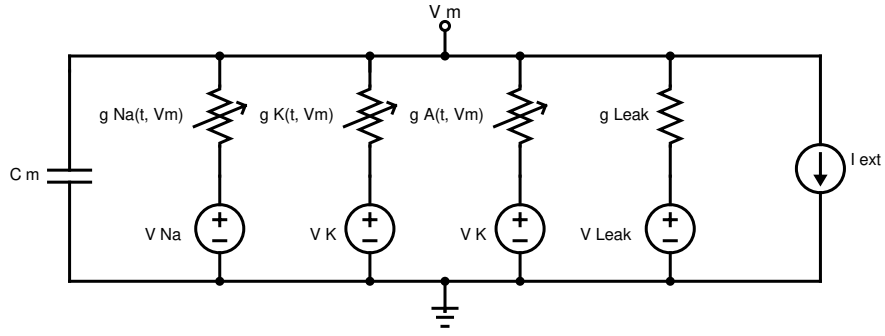 V m
g Na(t, Vm)
g K(t, Vm)
g A(t, Vm)
g Leak
C m
I ext
V Na
V K
V K
V Leak